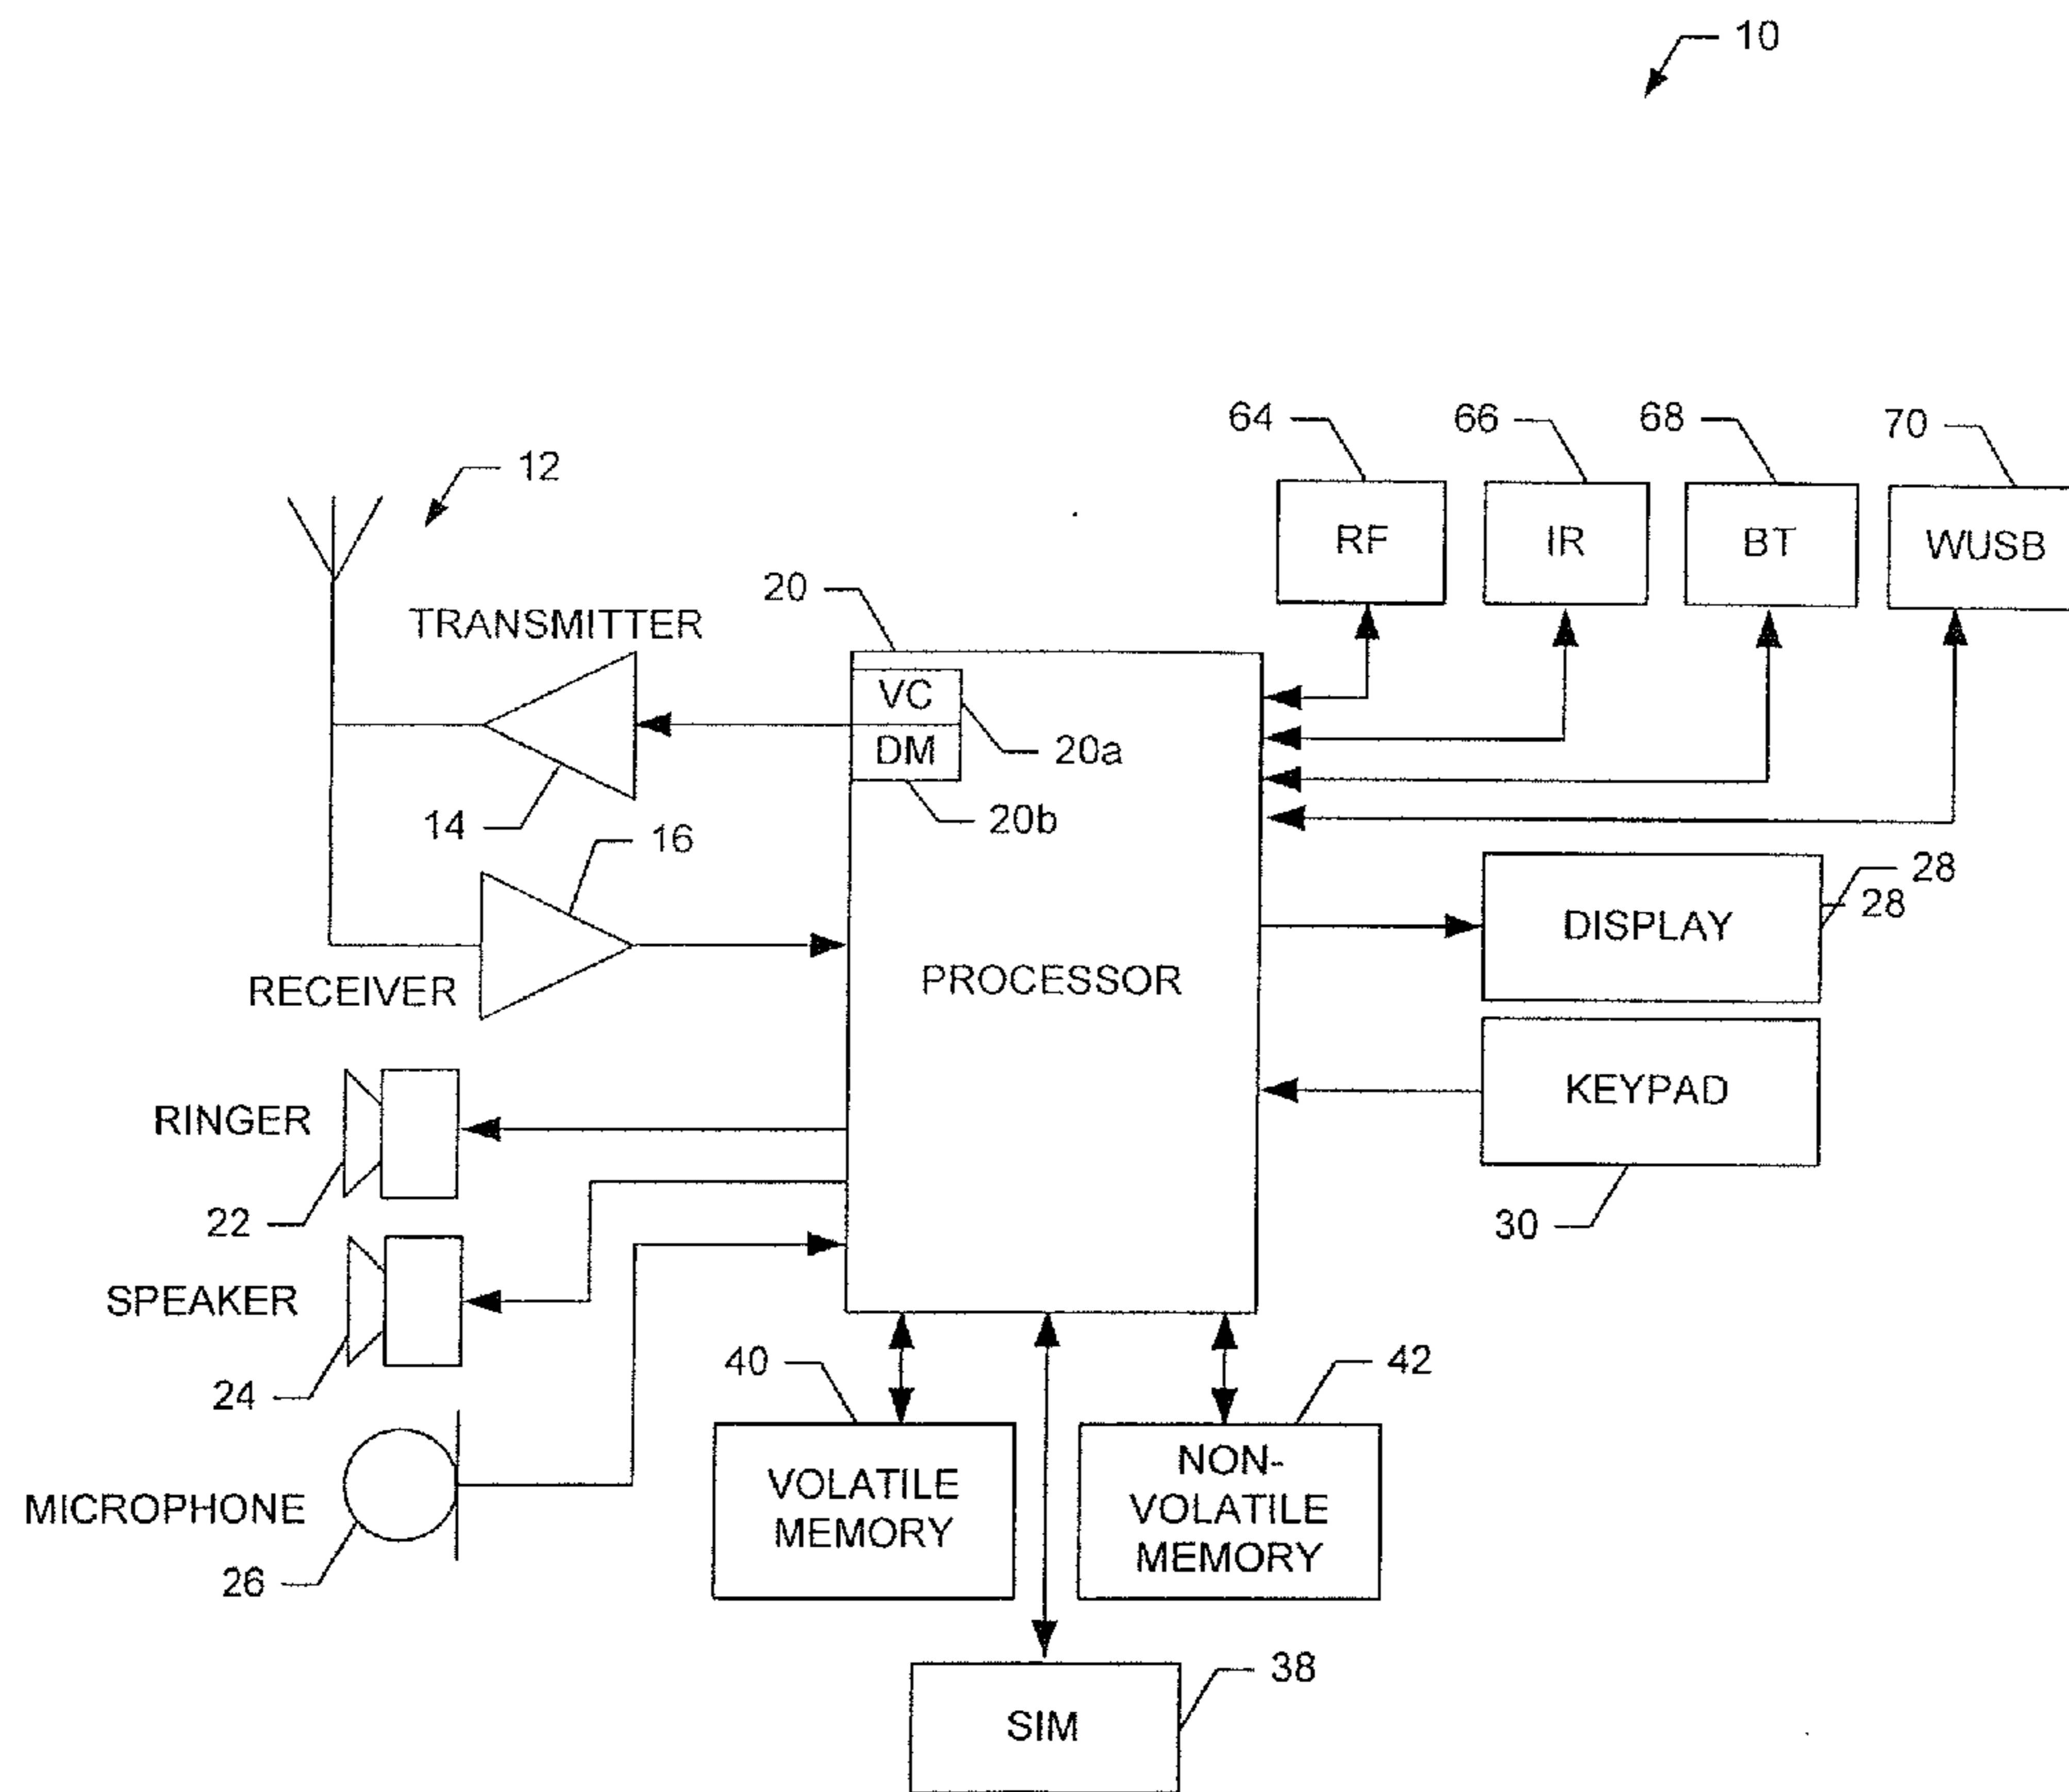 10
64
66
68
70
12
RF
IR
BT
WUSB
20
TRANSMITTER
VC
DM
20a
20b
14
16
28
28
DISPLAY
PROCESSOR
RECEIVER
KEYPAD
RINGER
22
30
SPEAKER
24
40
42
VOLATILE
MEMORY
NON-
VOLATILE
MEMORY
MICROPHONE
26
38
SIM